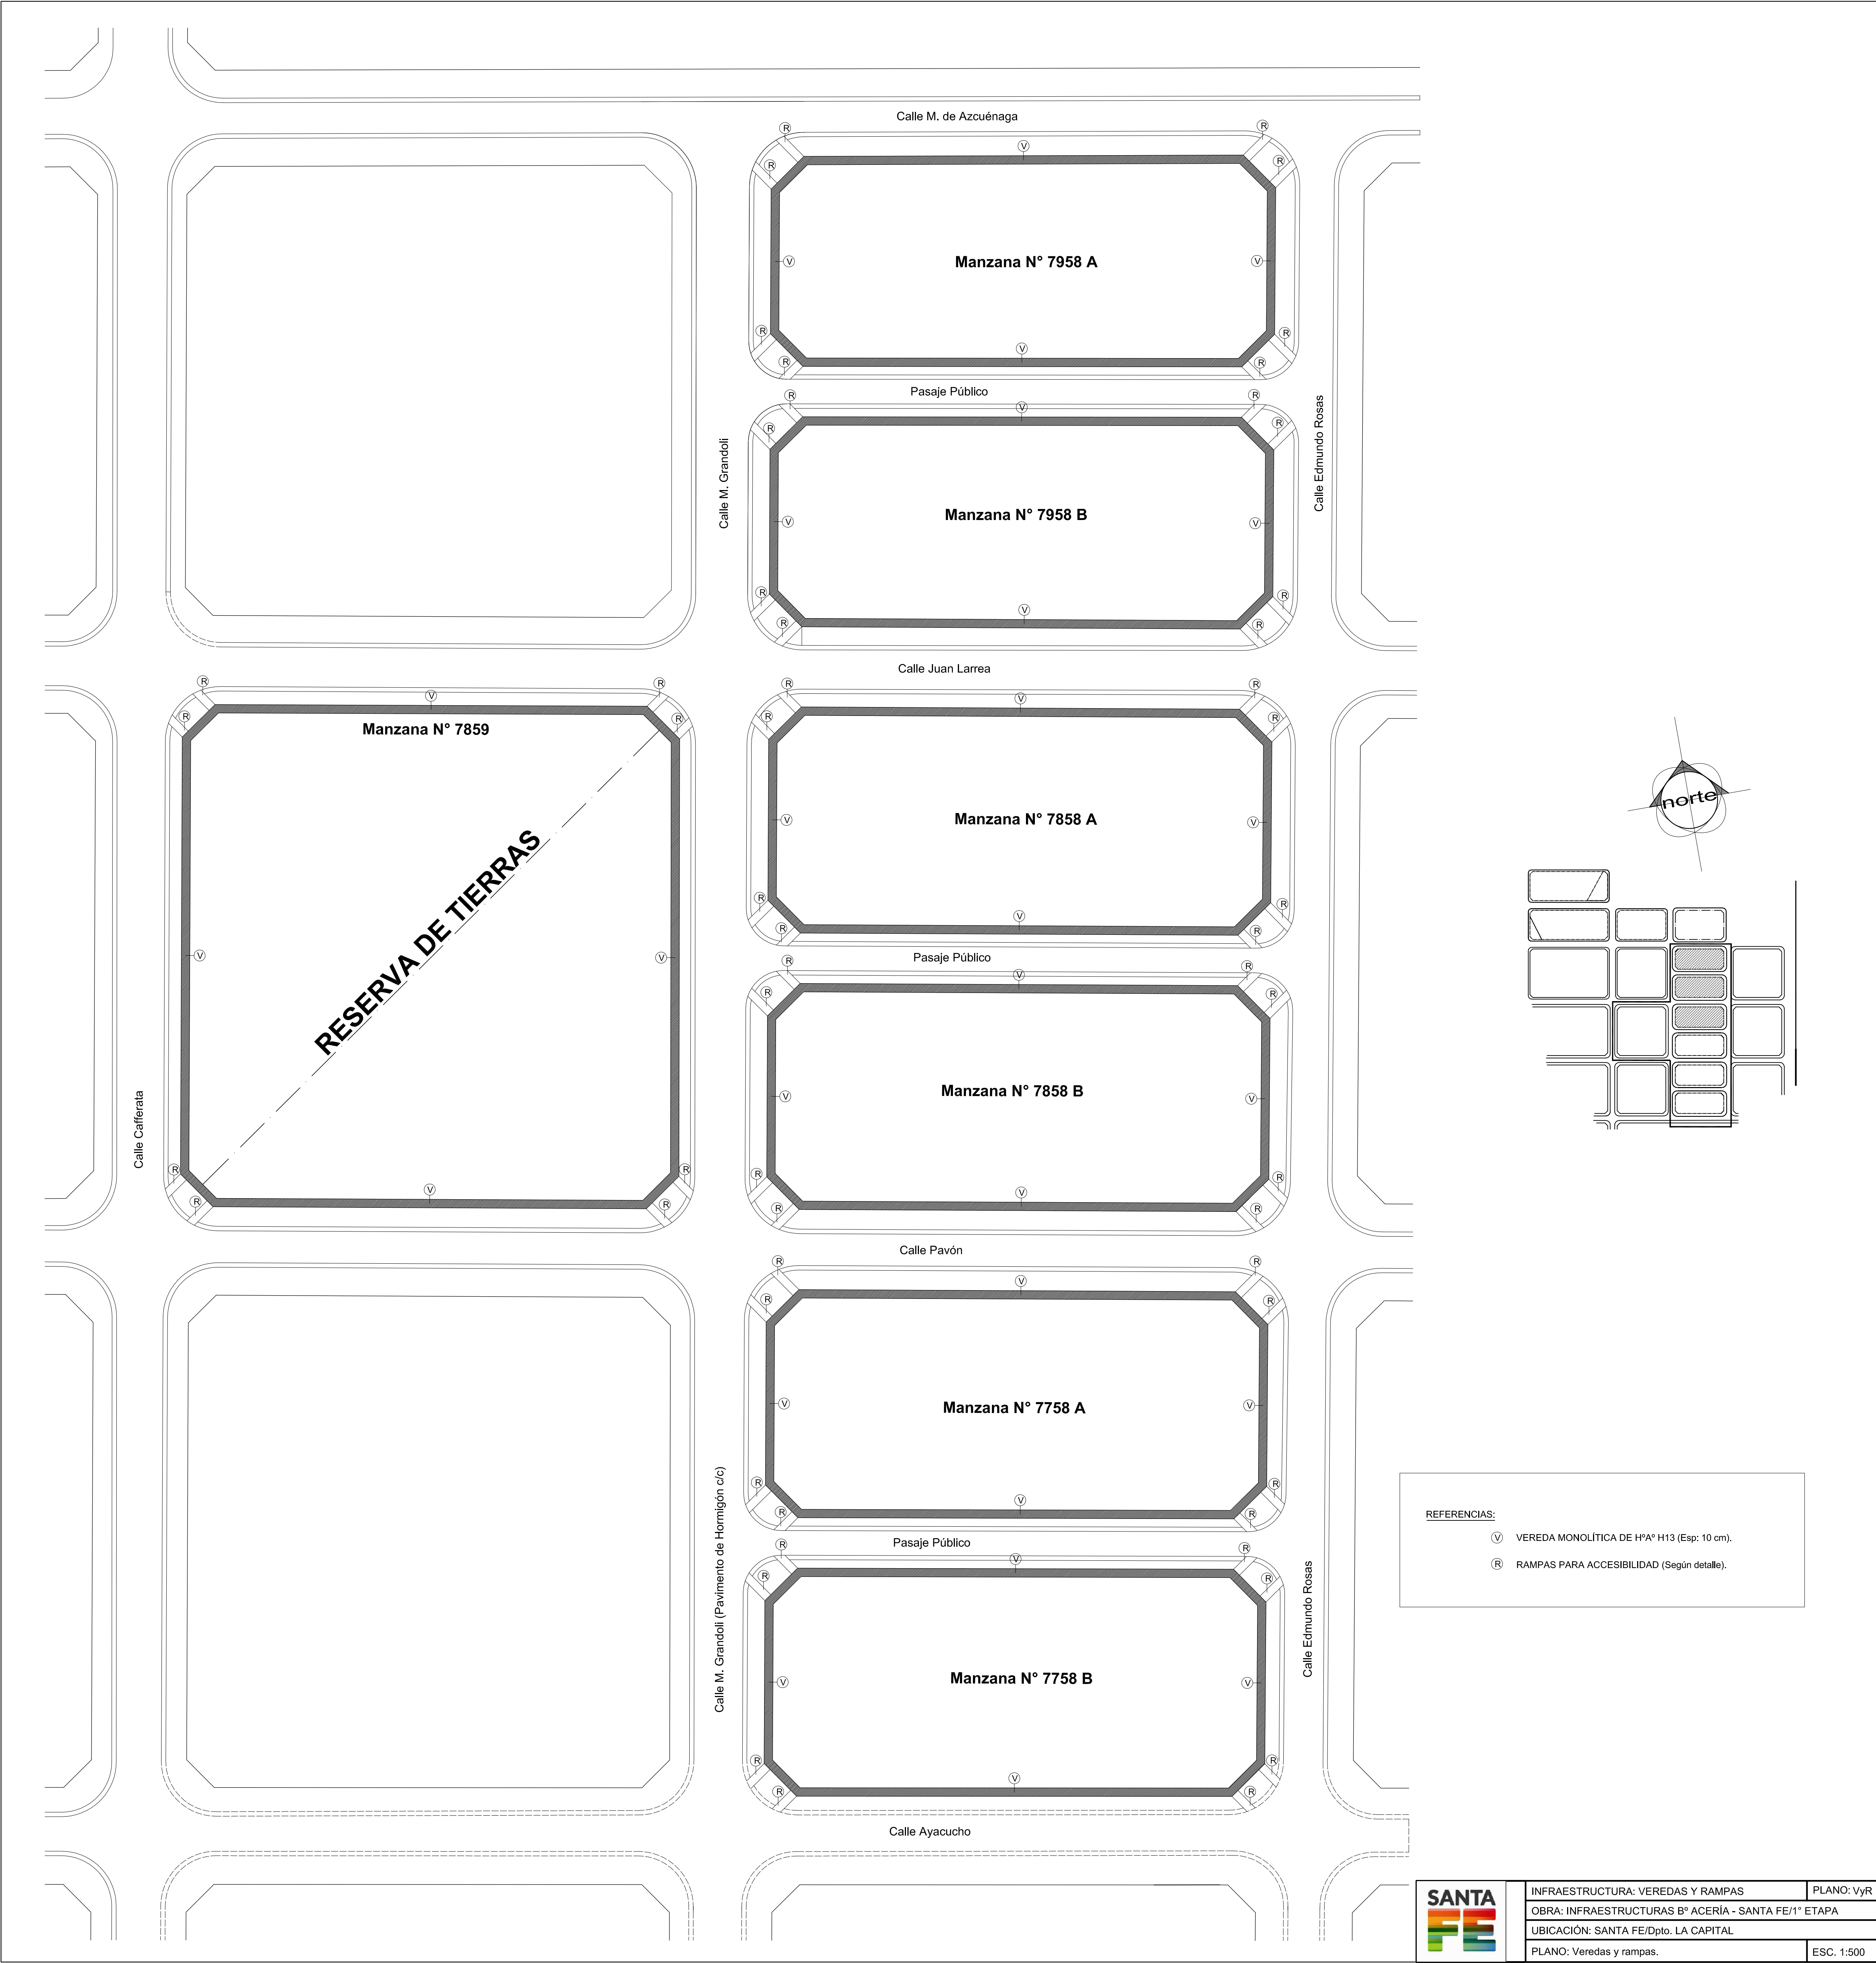 Calle M. de Azcuénaga
R
R
V
R
R
Manzana N° 7958 A
V
V
R
R
V
R
R
Pasaje Público
R
R
V
R
R
Calle M. Grandoli
Calle Edmundo Rosas
Manzana N° 7958 B
V
V
R
R
V
R
R
Calle Juan Larrea
R
R
V
R
R
Manzana N° 7859
RESERVA DE TIERRAS
V
V
Calle Cafferata
R
R
V
R
R
R
R
V
R
R
Manzana N° 7858 A
V
V
R
R
V
R
R
Pasaje Público
R
R
V
R
R
Manzana N° 7858 B
V
V
R
R
V
R
R
Calle Pavón
R
R
V
R
R
Manzana N° 7758 A
V
V
R
R
V
R
R
Pasaje Público
R
R
V
R
R
Calle M. Grandoli (Pavimento de Hormigón c/c)
Calle Edmundo Rosas
Manzana N° 7758 B
V
V
R
R
V
R
R
Calle Ayacucho
norte
REFERENCIAS:
V VEREDA MONOLÍTICA DE HºAº H13 (Esp: 10 cm).
R RAMPAS PARA ACCESIBILIDAD (Según detalle).
SANTA
FE
INFRAESTRUCTURA: VEREDAS Y RAMPAS
PLANO: VyR
OBRA: INFRAESTRUCTURAS Bº ACERÍA - SANTA FE/1° ETAPA
UBICACIÓN: SANTA FE/Dpto. LA CAPITAL
PLANO: Veredas y rampas.
ESC. 1:500